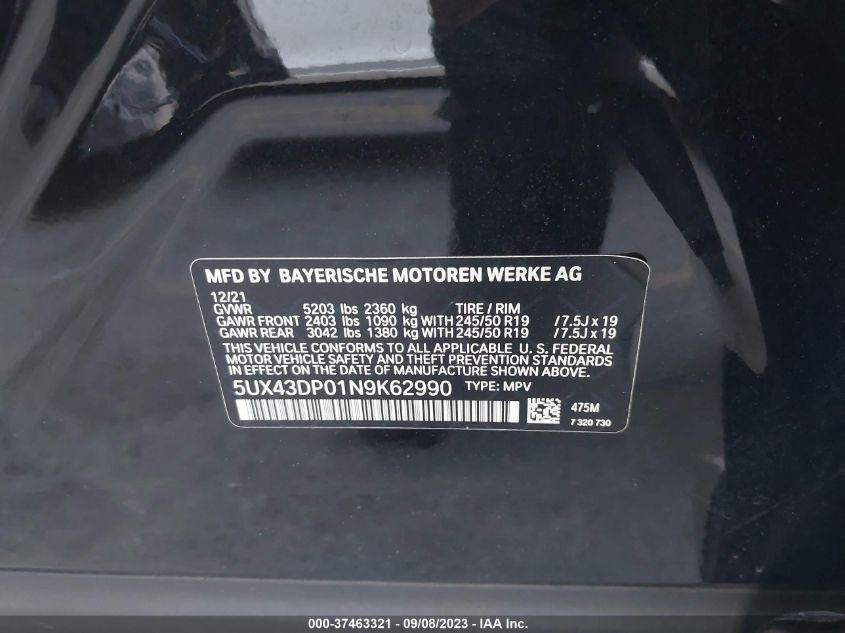 MFD BY BAYERISCHE MOTOREN WERKE AG
12/21
GVWR 5203 lbs 2360 kg TIRE / RIM
GAWR FRONT 2403 lbs 1090 kg WITH 245/50 R19 /7.5J x 19
GAWR REAR 3042 lbs 1380 kg WITH 245/50 R19 /7.5J x 19
THIS VEHICLE CONFORMS TO ALL APPLICABLE U. S. FEDERAL
MOTOR VEHICLE SAFETY AND THEFT PREVENTION STANDARDS
IN EFFECT ON THE DATE OF MANUFACTURE SHOWN ABOVE.
5UX43DP01N9K62990 TYPE: MPV
475M
7 320 730
000-37463321 - 09/08/2023 - © IAA Holdings, Inc.